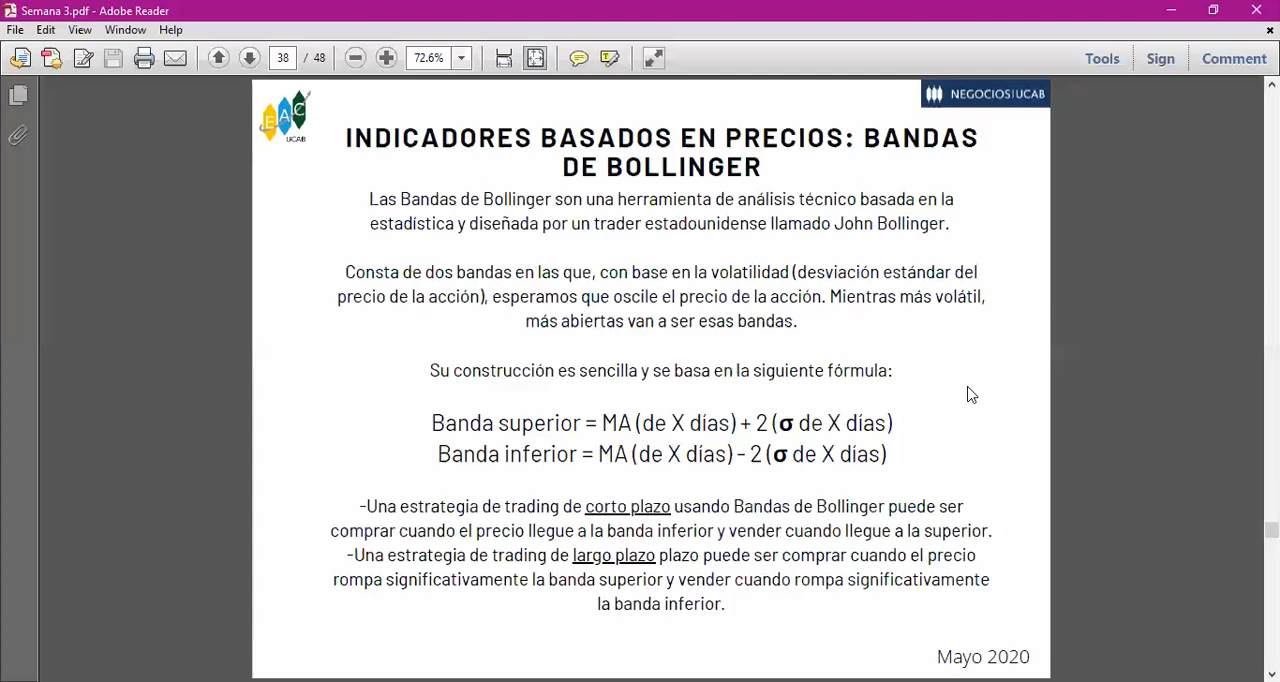 Semana 3.pdf - Adobe Reader
File Edit View Window Help
38 / 48 72.6% Tools Sign Comment
EAC
UCAB
NEGOCIOS|UCAB
INDICADORES BASADOS EN PRECIOS: BANDAS
DE BOLLINGER
Las Bandas de Bollinger son una herramienta de análisis técnico basada en la
estadística y diseñada por un trader estadounidense llamado John Bollinger.
Consta de dos bandas en las que, con base en la volatilidad (desviación estándar del
precio de la acción), esperamos que oscile el precio de la acción. Mientras más volátil,
más abiertas van a ser esas bandas.
Su construcción es sencilla y se basa en la siguiente fórmula:
Banda superior = MA (de X días) + 2 (σ de X días)
Banda inferior = MA (de X días) - 2 (σ de X días)
-Una estrategia de trading de corto plazo usando Bandas de Bollinger puede ser
comprar cuando el precio llegue a la banda inferior y vender cuando llegue a la superior.
-Una estrategia de trading de largo plazo plazo puede ser comprar cuando el precio
rompa significativamente la banda superior y vender cuando rompa significativamente
la banda inferior.
Mayo 2020